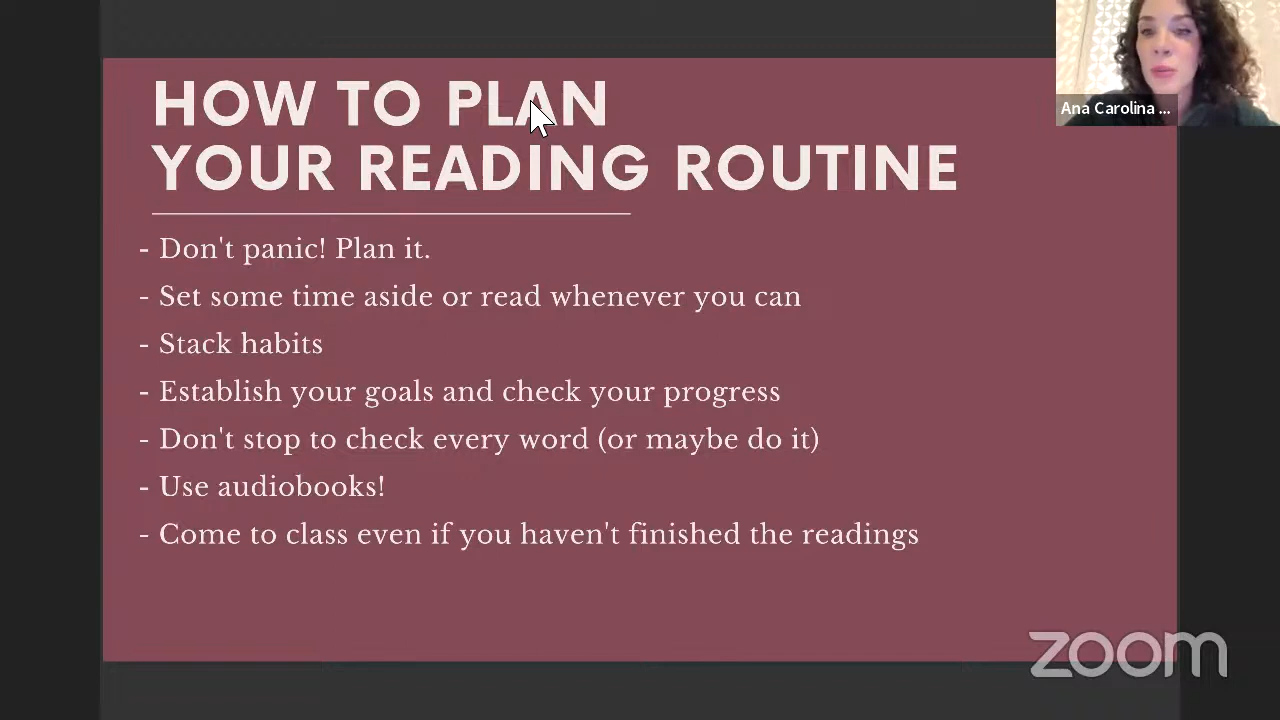 HOW TO PLAN
YOUR READING ROUTINE
- Don't panic! Plan it.
- Set some time aside or read whenever you can
- Stack habits
- Establish your goals and check your progress
- Don't stop to check every word (or maybe do it)
- Use audiobooks!
- Come to class even if you haven't finished the readings
Ana Carolina ...
zoom